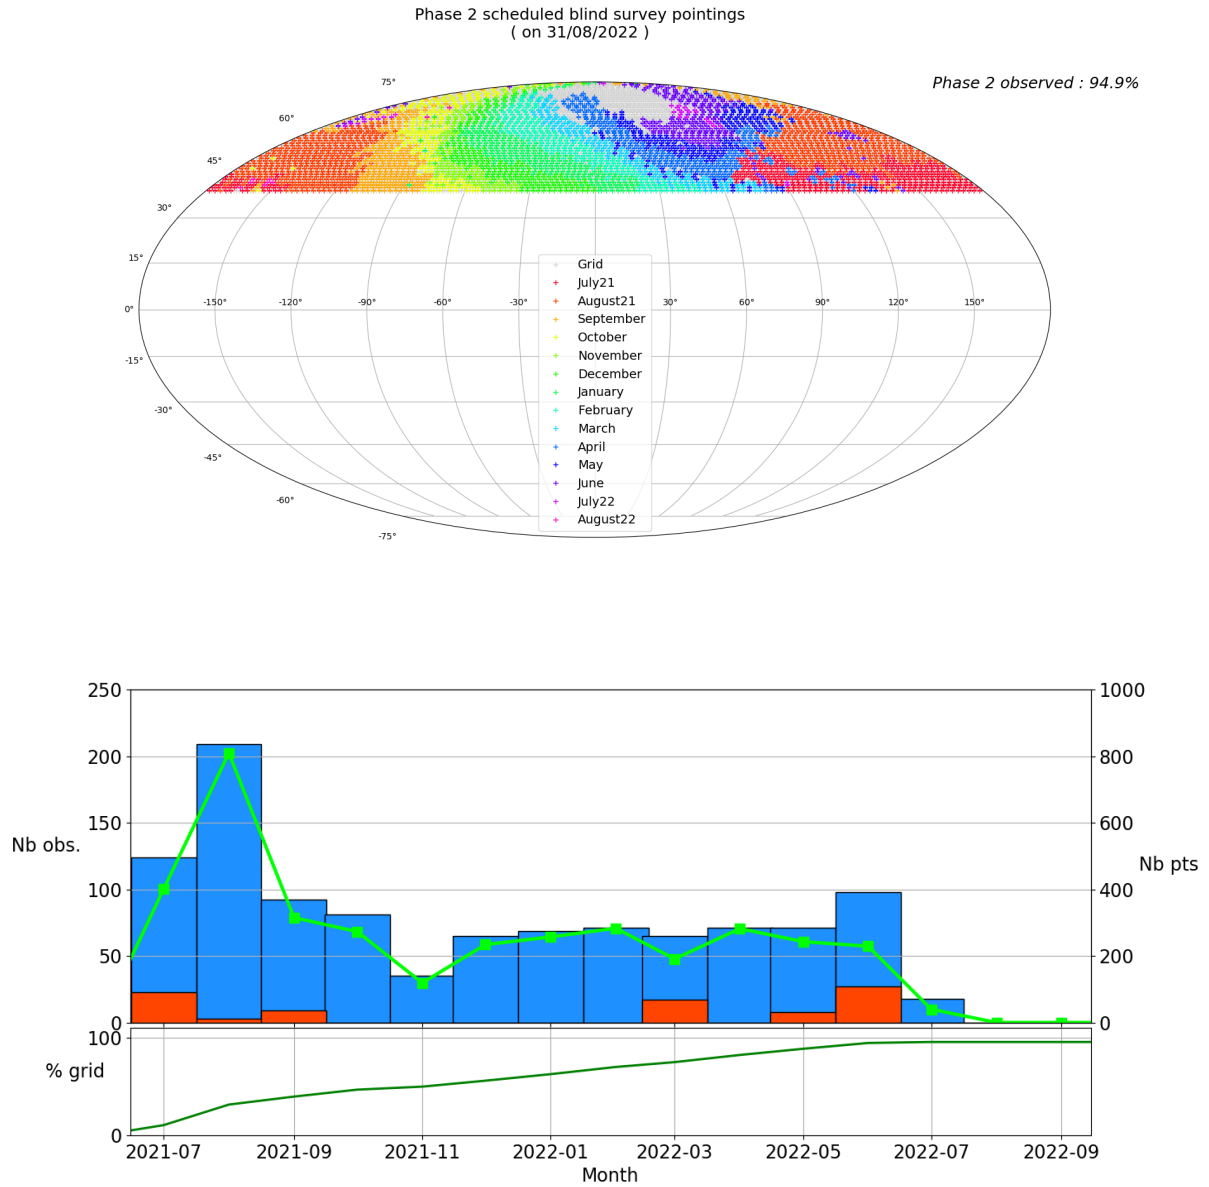 Phase 2 scheduled blind survey pointings
( on 31/08/2022 )
Phase 2 observed : 94.9%
75°
60°
45°
30°
15°
0°
-15°
-30°
-45°
-60°
-75°
-150° -120° -90° -60° -30° 30° 60° 90° 120° 150°
Grid
July21
August21
September
October
November
December
January
February
March
April
May
June
July22
August22
250 1000
200 800
150 600
Nb obs.
Nb pts
100 400
50 200
0 0
100
% grid
0
2021-07 2021-09 2021-11 2022-01 2022-03 2022-05 2022-07 2022-09
Month